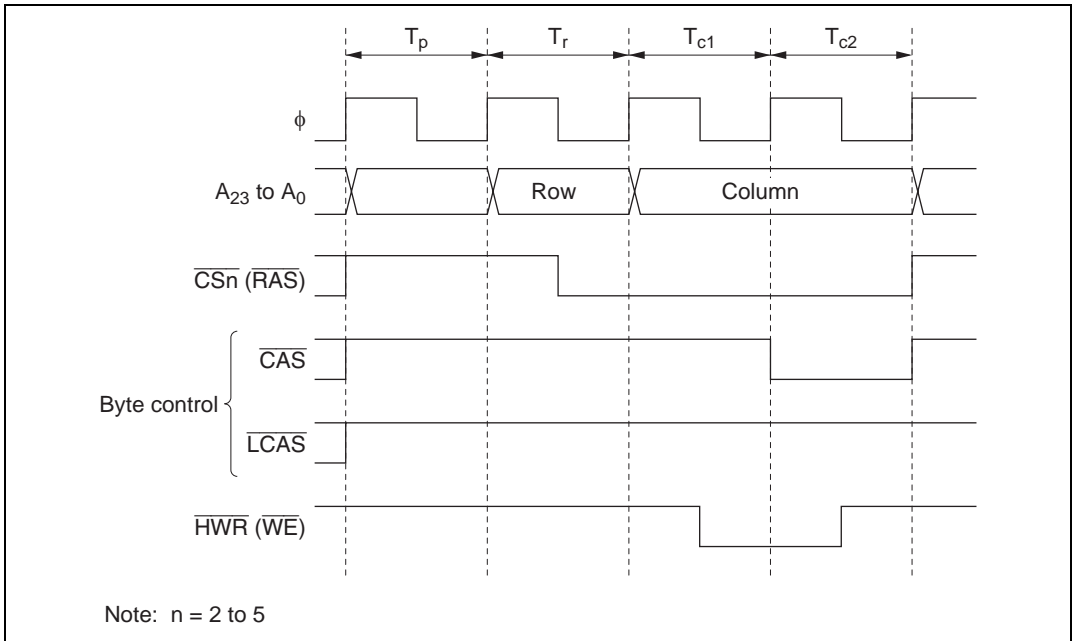 Tp Tr Tc1 Tc2
φ
A23 to A0 Row Column
CSn (RAS)
CAS
Byte control
LCAS
HWR (WE)
Note: n = 2 to 5